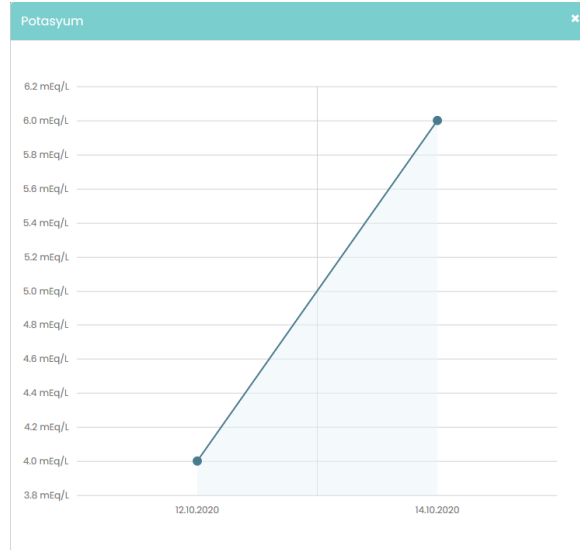 Potasyum ×
6.2 mEq/L
6.0 mEq/L
5.8 mEq/L
5.6 mEq/L
5.4 mEq/L
5.2 mEq/L
5.0 mEq/L
4.8 mEq/L
4.6 mEq/L
4.4 mEq/L
4.2 mEq/L
4.0 mEq/L
3.8 mEq/L
12.10.2020 14.10.2020